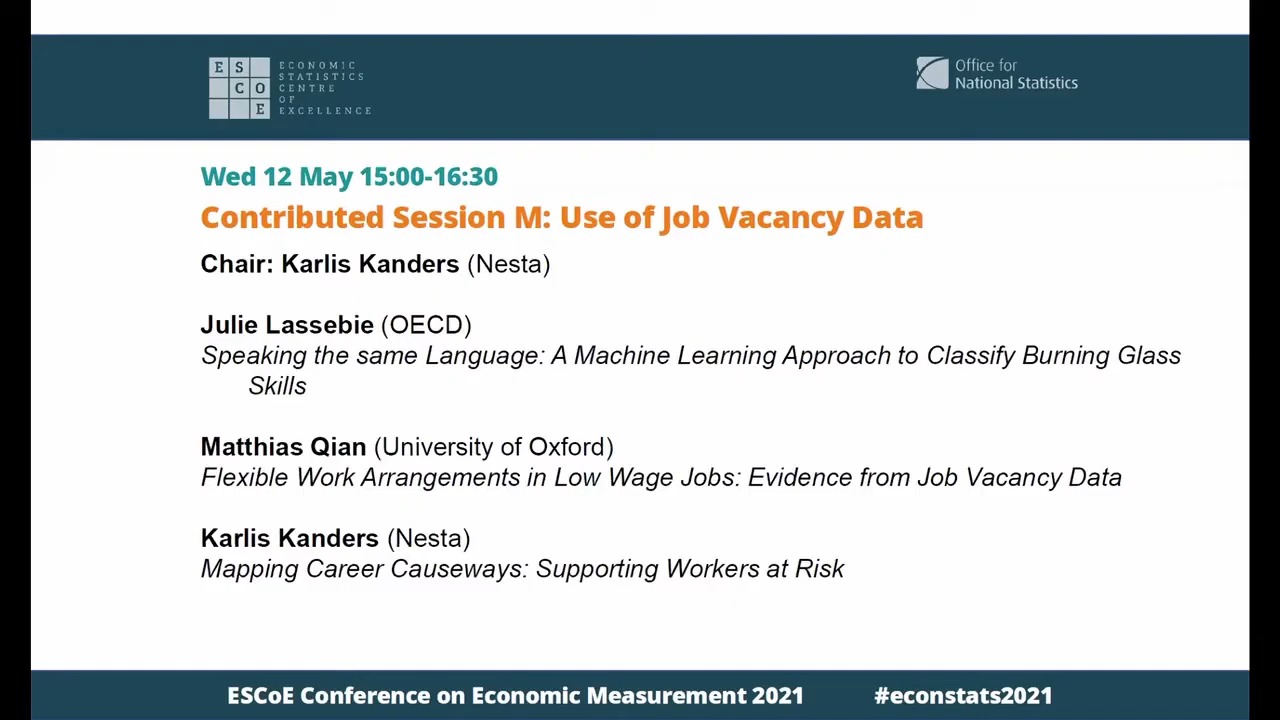 E S C O E
ECONOMIC
STATISTICS
CENTRE
OF
EXCELLENCE
Office for
National Statistics
Wed 12 May 15:00-16:30
Contributed Session M: Use of Job Vacancy Data
Chair: Karlis Kanders (Nesta)
Julie Lassebie (OECD)
Speaking the same Language: A Machine Learning Approach to Classify Burning Glass
Skills
Matthias Qian (University of Oxford)
Flexible Work Arrangements in Low Wage Jobs: Evidence from Job Vacancy Data
Karlis Kanders (Nesta)
Mapping Career Causeways: Supporting Workers at Risk
ESCoE Conference on Economic Measurement 2021 #econstats2021